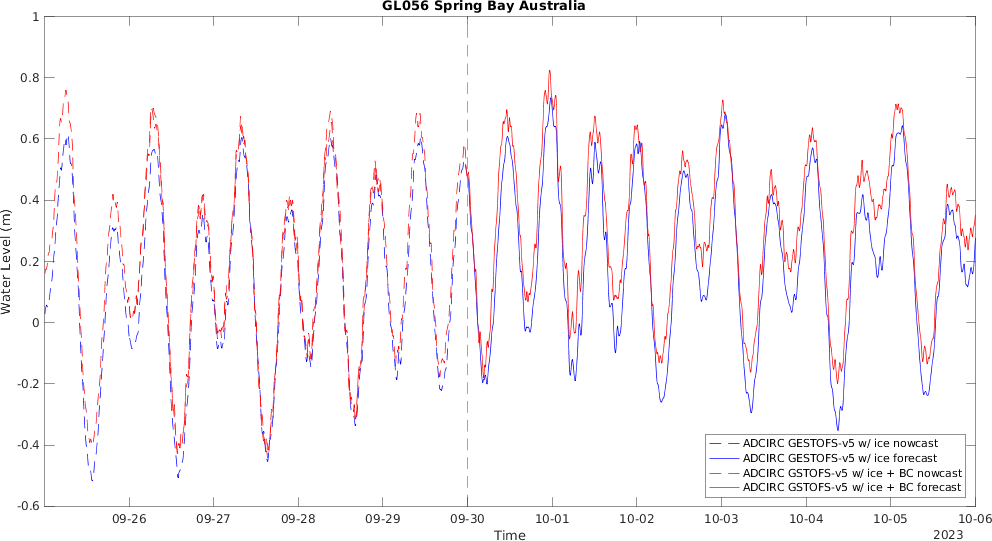 GL056 Spring Bay Australia
1
0.8
0.6
0.4
0.2
0
-0.2
-0.4
-0.6
Water Level (m)
09-26 09-27 09-28 09-29 09-30 10-01 10-02 10-03 10-04 10-05 10-06
Time
2023
ADCIRC GESTOFS-v5 w/ ice nowcast
ADCIRC GESTOFS-v5 w/ ice forecast
ADCIRC GSTOFS-v5 w/ ice + BC nowcast
ADCIRC GSTOFS-v5 w/ ice + BC forecast